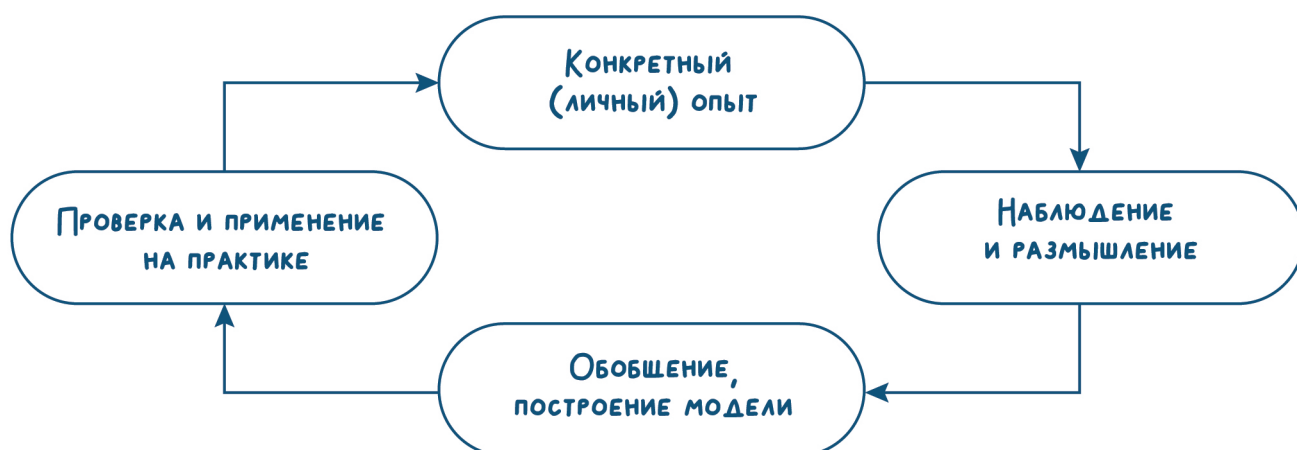 Конкретный
(личный) опыт
Наблюдение
и размышление
Обобщение,
построение модели
Проверка и применение
на практике